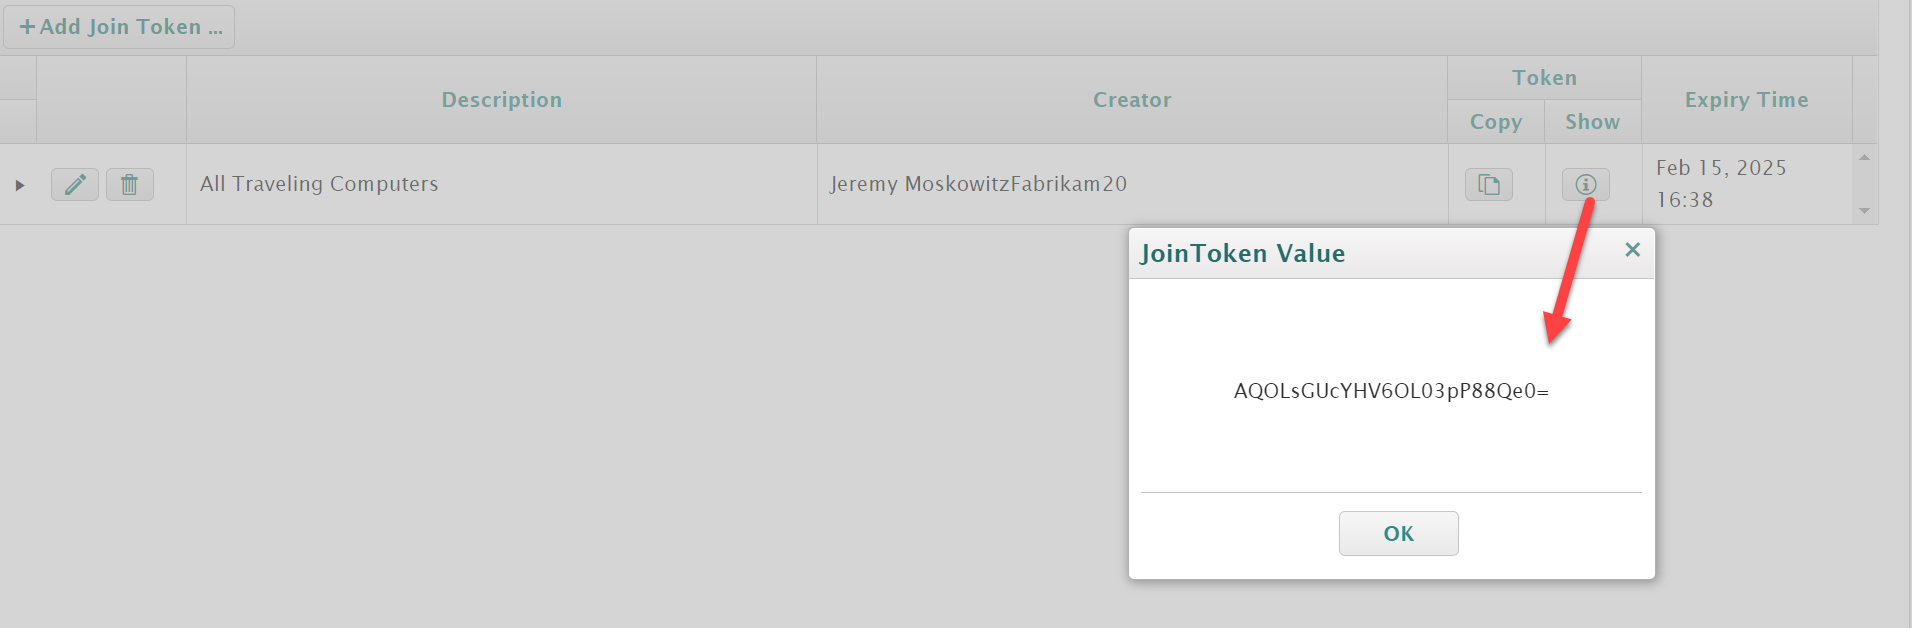 +Add Join Token ...
Description
Creator
Token
Copy
Show
Expiry Time
All Traveling Computers
Jeremy MoskowitzFabrikam20
Feb 15, 2025
16:38
JoinToken Value
AQOLsGUcYHV6OL03pP88Qe0=
OK